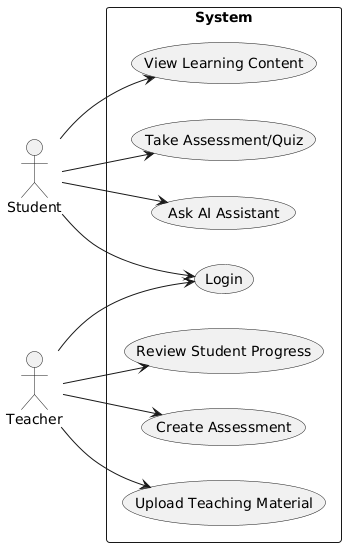 System
View Learning Content
Take Assessment/Quiz
Student
Ask AI Assistant
Login
Review Student Progress
Teacher
Create Assessment
Upload Teaching Material